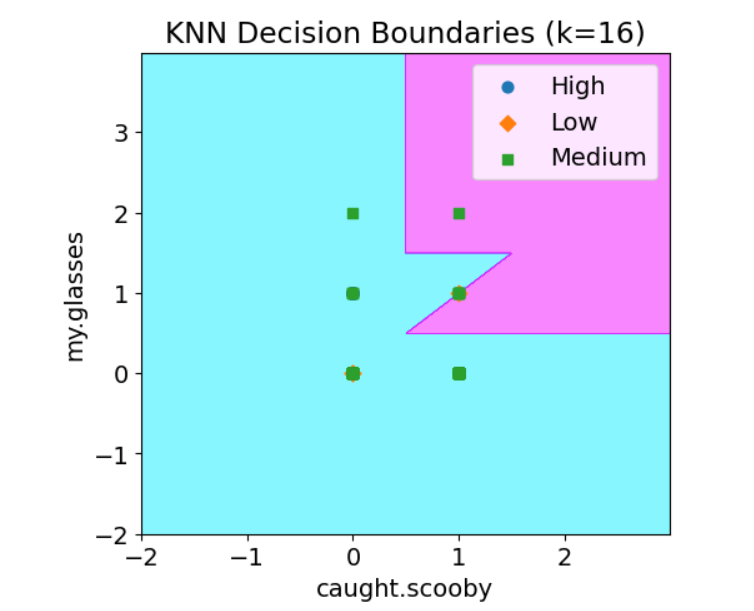 KNN Decision Boundaries (k=16)
High
Low
Medium
3
2
1
0
−1
−2
my.glasses
−2 −1 0 1 2
caught.scooby